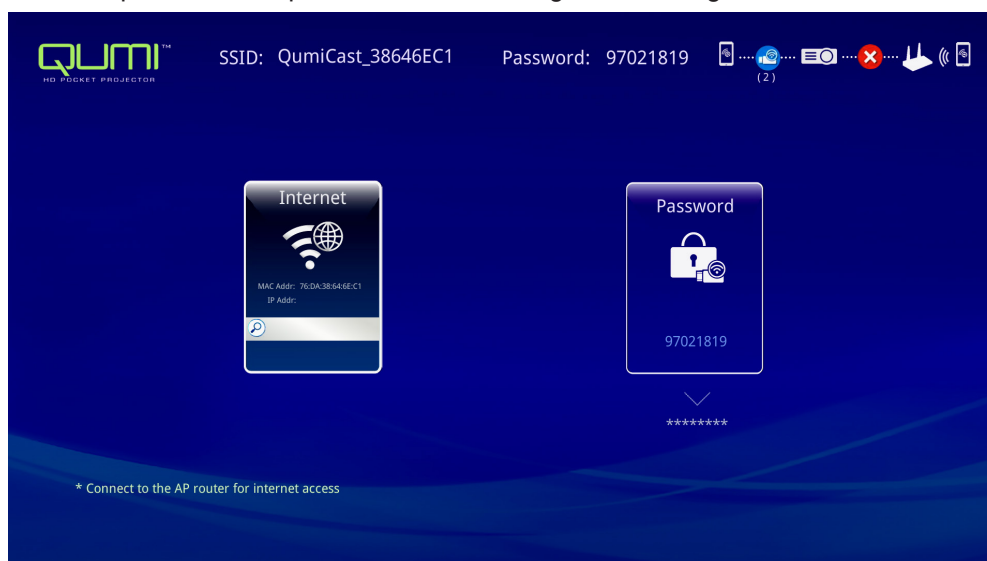 QUMI™
HD POCKET PROJECTOR
SSID: QumiCast_38646EC1
Password: 97021819
(2)
Internet
MAC Addr: 76:DA:38:64:6E:C1
IP Addr:
Password
97021819
********
* Connect to the AP router for internet access